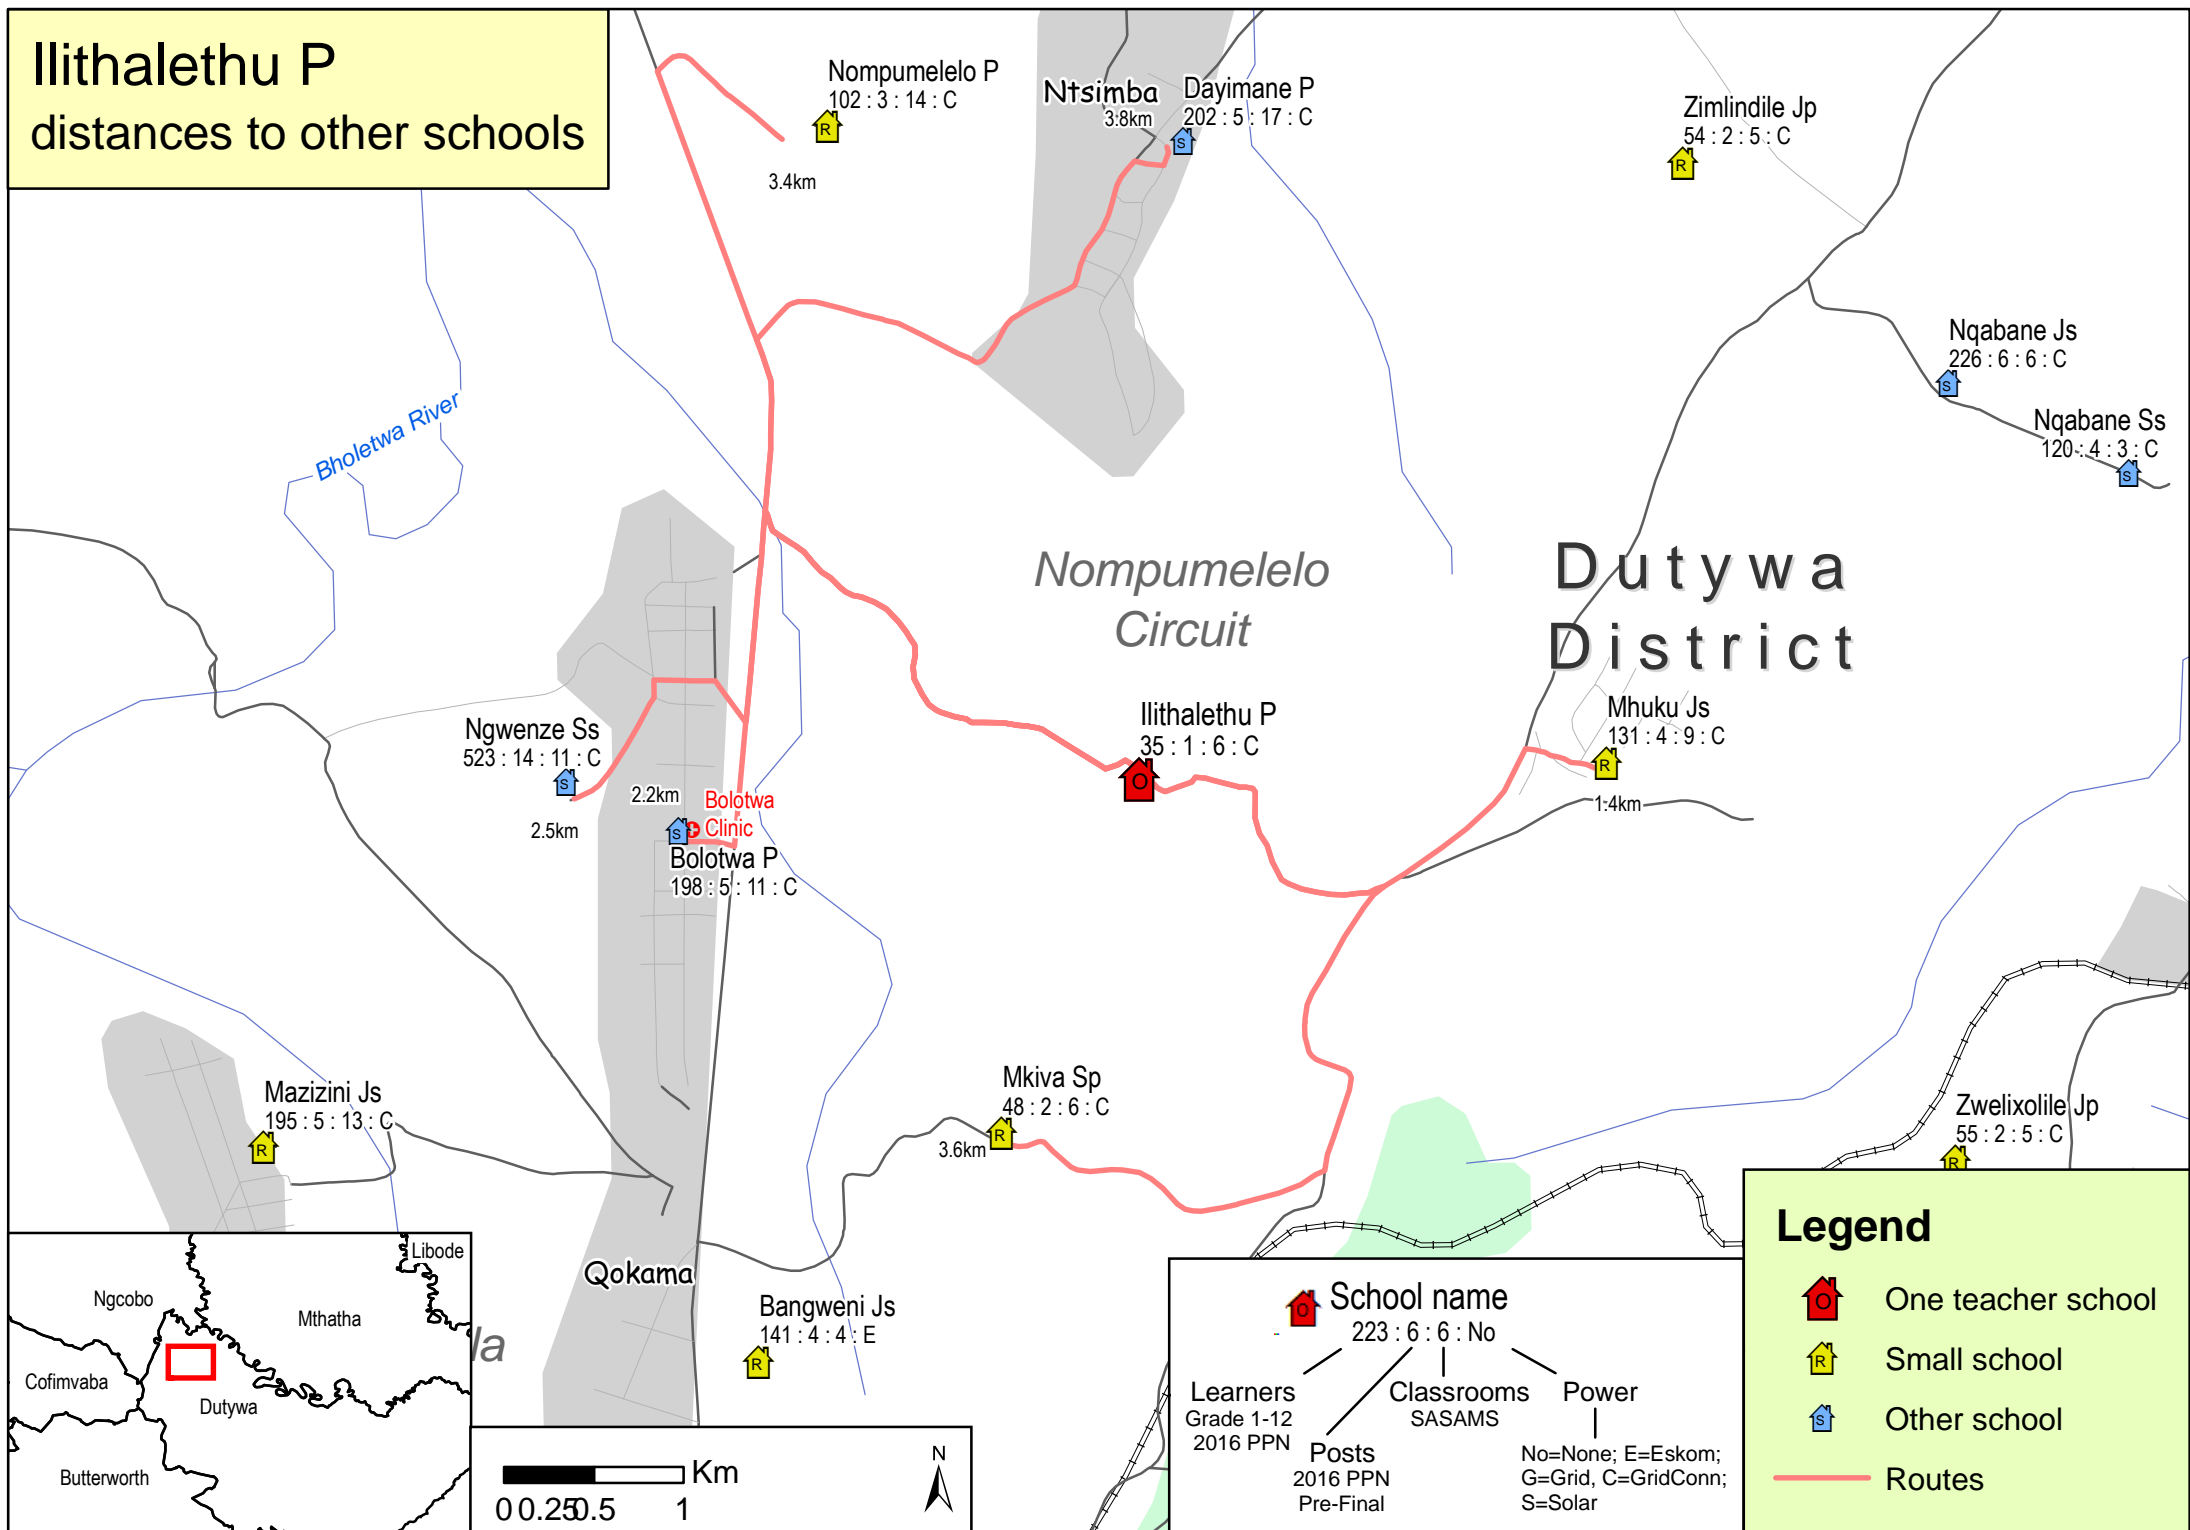 Ilithalethu P
distances to other schools
Nompumelelo P
102 : 3 : 14 : C
R
3.4km
Ntsimba
3.8km
Dayimane P
202 : 5 : 17 : C
S
Zimlindile Jp
54 : 2 : 5 : C
R
Nqabane Js
226 : 6 : 6 : C
S
Nqabane Ss
120 : 4 : 3 : C
S
Bholetwa River
Nompumelelo
Circuit
Dutywa
District
Ngwenze Ss
523 : 14 : 11 : C
S
2.5km
2.2km
Bolotwa
Clinic
S
Bolotwa P
198 : 5 : 11 : C
Ilithalethu P
35 : 1 : 6 : C
O
Mhuku Js
131 : 4 : 9 : C
R
1.4km
Mazizini Js
195 : 5 : 13 : C
R
Mkiva Sp
48 : 2 : 6 : C
R
3.6km
Zwelixolile Jp
55 : 2 : 5 : C
R
Qokama
Bangweni Js
141 : 4 : 4 : E
R
la
Libode
Ngcobo
Mthatha
Cofimvaba
Dutywa
Butterworth
Km
0 0.25 0.5 1
N
O
School name
223 : 6 : 6 : No
Learners
Grade 1-12
2016 PPN
Posts
2016 PPN
Pre-Final
Classrooms
SASAMS
Power
No=None; E=Eskom;
G=Grid, C=GridConn;
S=Solar
Legend
O One teacher school
R Small school
S Other school
Routes